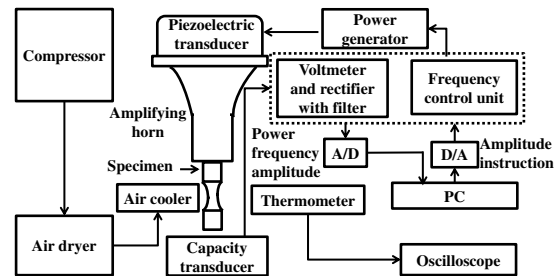 Compressor
Piezoelectric
transducer
Power
generator
Voltmeter
and rectifier
with filter
Frequency
control unit
Amplifying
horn
Power
frequency
amplitude
A/D
D/A
Amplitude
instruction
Specimen
Air cooler
Thermometer
PC
Air dryer
Capacity
transducer
Oscilloscope